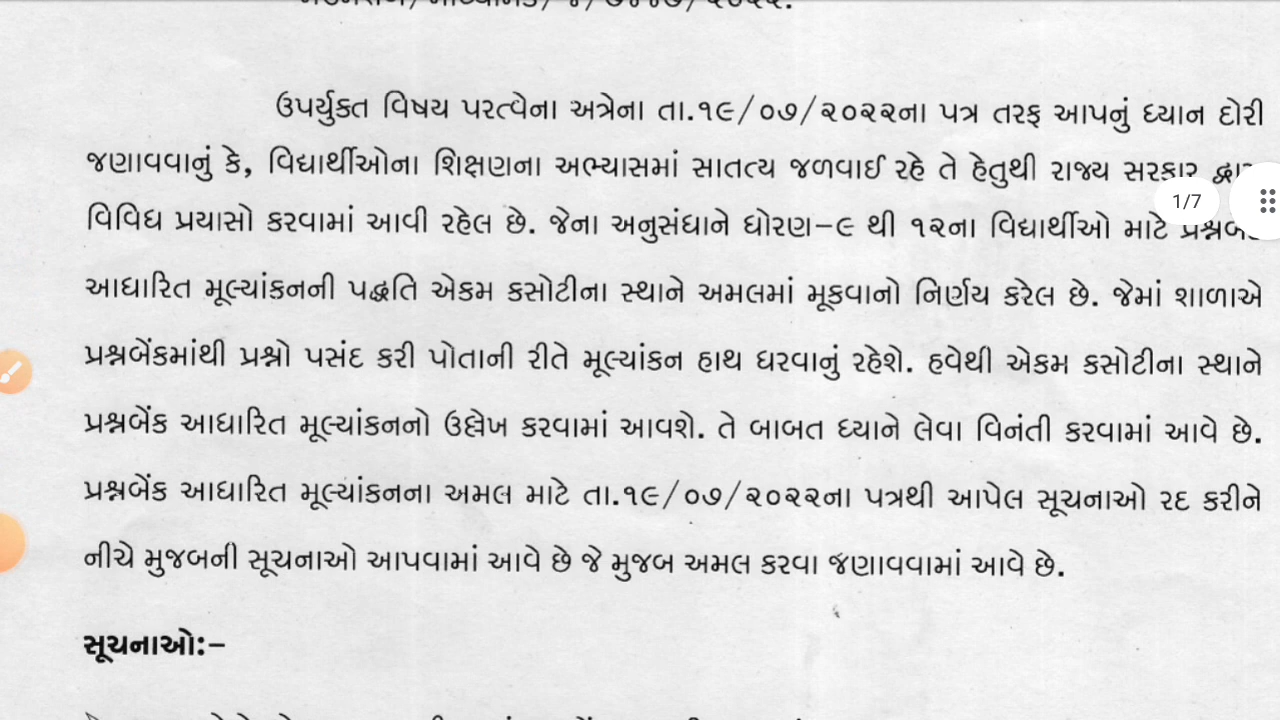 ઉપર્યુક્ત વિષય પરત્વેના અત્રેના તા.૧૯/૦૭/૨૦૨૨ના પત્ર તરફ આપનું ધ્યાન દોરી
જણાવવાનું કે, વિદ્યાર્થીઓના શિક્ષણના અભ્યાસમાં સાતત્ય જળવાઈ રહે તે હેતુથી રાજ્ય સરકાર
1/7
વિવિધ પ્રયાસો કરવામાં આવી રહેલ છે. જેના અનુસંધાને ધોરણ-૯ થી ૧૨ના વિદ્યાર્થીઓ માટે
આધારિત મૂલ્યાંકનની પદ્ધતિ એકમ કસોટીના સ્થાને અમલમાં મૂકવાનો નિર્ણય કરેલ છે. જેમાં શાળાએ
પ્રશ્નબેંકમાંથી પ્રશ્નો પસંદ કરી પોતાની રીતે મૂલ્યાંકન હાથ ધરવાનું રહેશે. હવેથી એકમ કસોટીના સ્થાને
પ્રશ્નબેંક આધારિત મૂલ્યાંકનનો ઉલ્લેખ કરવામાં આવશે. તે બાબત ધ્યાને લેવા વિનંતી કરવામાં આવે છે.
પ્રશ્નબેંક આધારિત મૂલ્યાંકનના અમલ માટે તા.૧૯/૦૭/૨૦૨૨ના પત્રથી આપેલ સૂચનાઓ રદ કરીને
નીચે મુજબની સૂચનાઓ આપવામાં આવે છે જે મુજબ અમલ કરવા જણાવવામાં આવે છે.
સૂચનાઓ:-